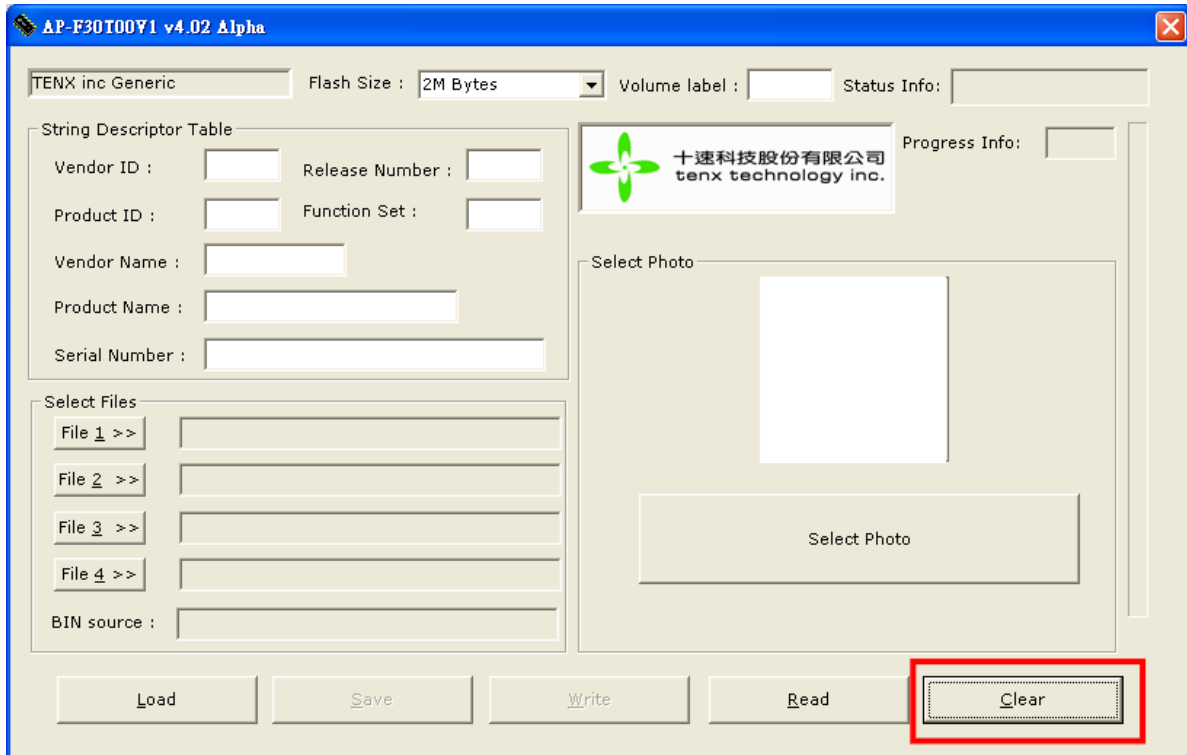 AP-F30T00V1 v4.02 Alpha
TENX inc Generic
Flash Size :
2M Bytes
Volume label :
Status Info:
String Descriptor Table
Vendor ID :
Release Number :
Product ID :
Function Set :
Vendor Name :
Product Name :
Serial Number :
十速科技股份有限公司
tenx technology inc.
Progress Info:
Select Photo
Select Photo
Select Files
File 1 >>
File 2 >>
File 3 >>
File 4 >>
BIN source :
Load
Save
Write
Read
Clear